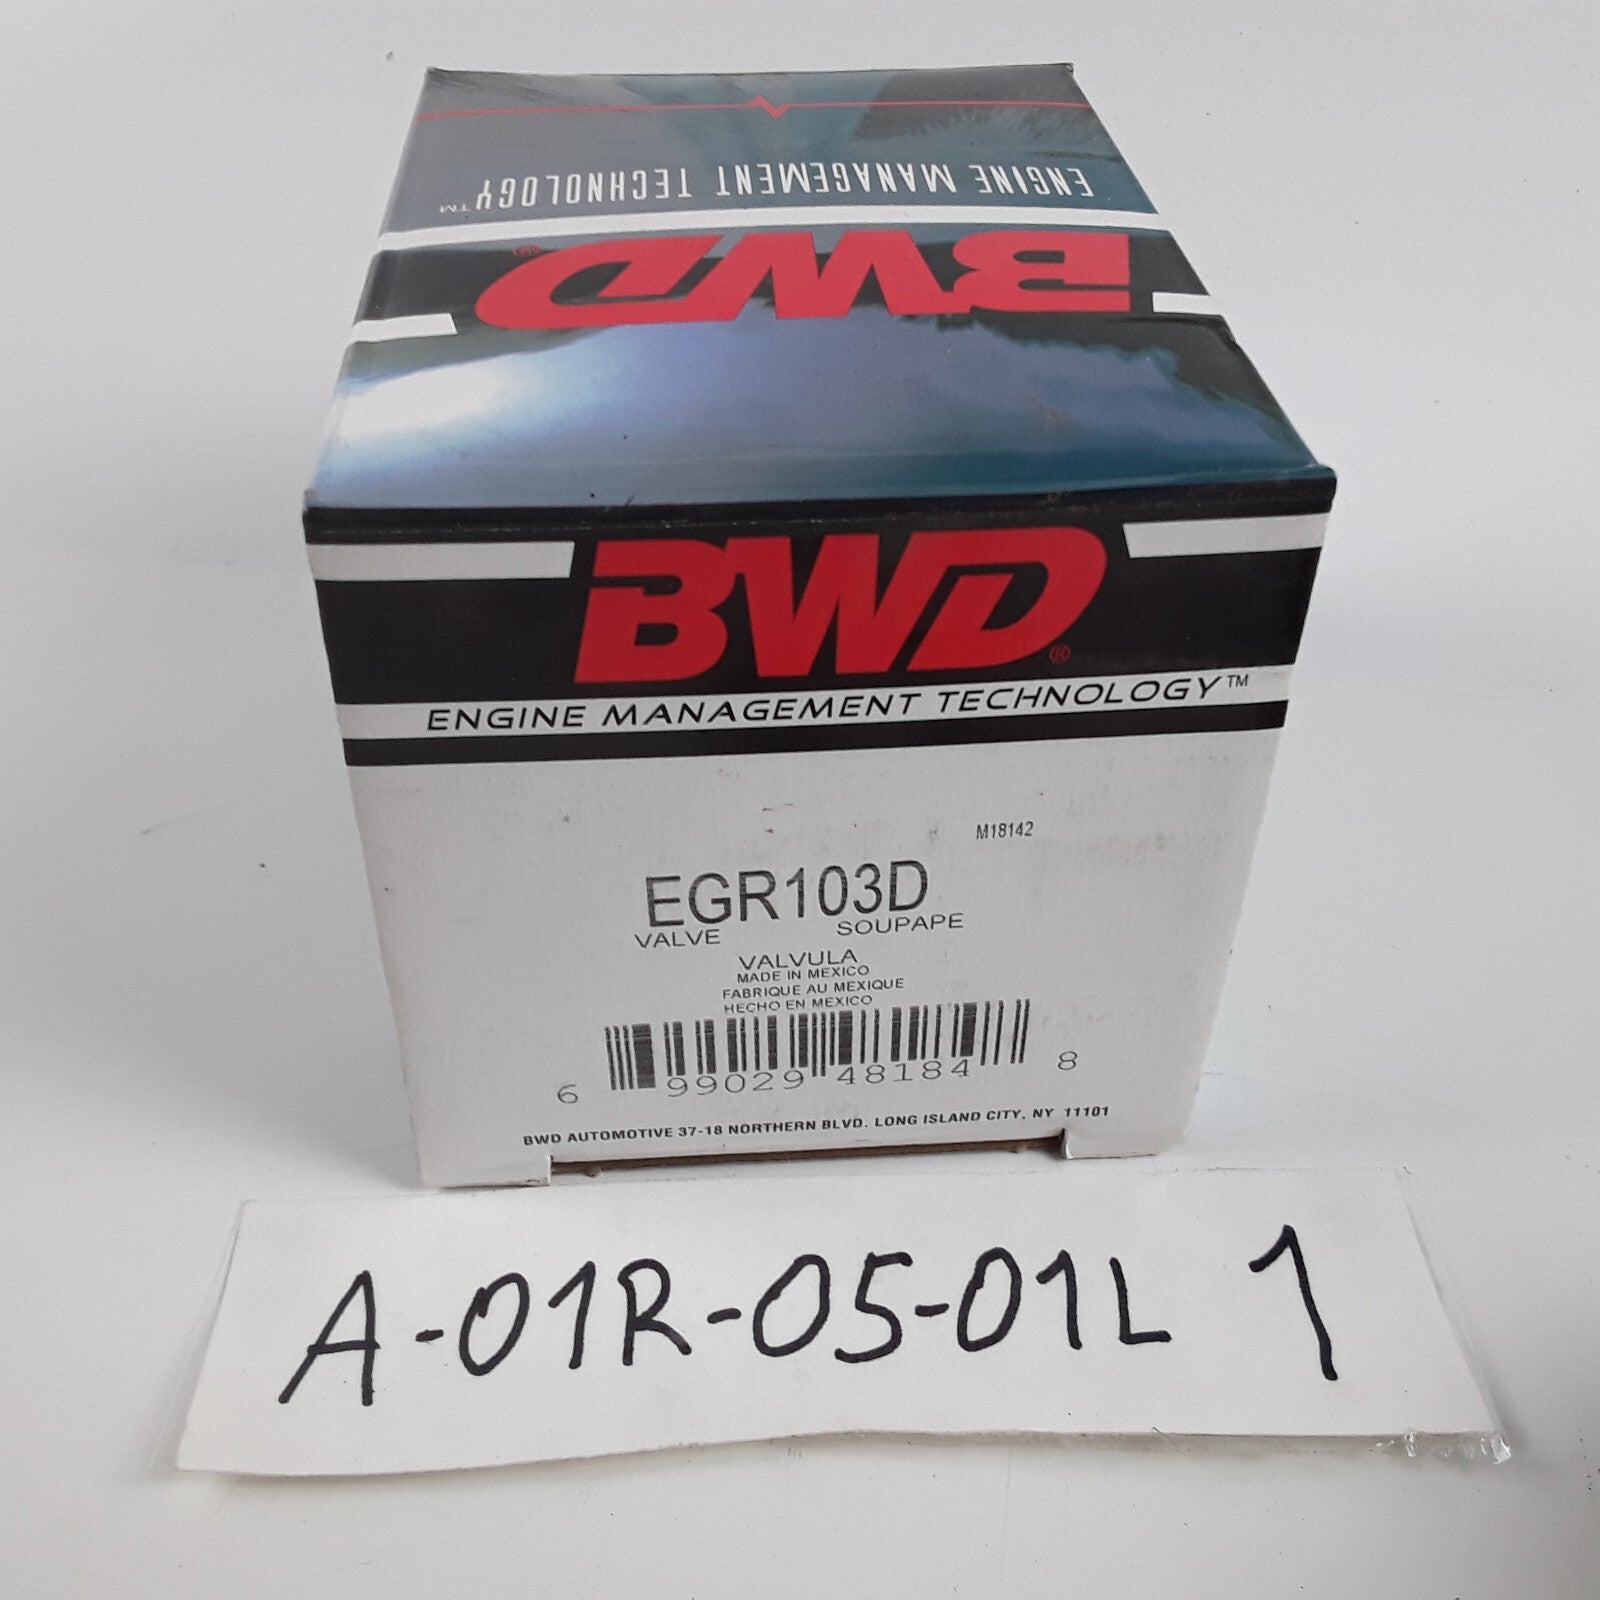 ENGINE MANAGEMENT TECHNOLOGY™
BWD®
BWD®
ENGINE MANAGEMENT TECHNOLOGY™
M18142
EGR103D
VALVE SOUPAPE
VALVULA
MADE IN MEXICO
FABRIQUE AU MEXIQUE
HECHO EN MEXICO
6 99029 48184 8
BWD AUTOMOTIVE 37-18 NORTHERN BLVD. LONG ISLAND CITY, NY 11101
A-01R-05-01L 1